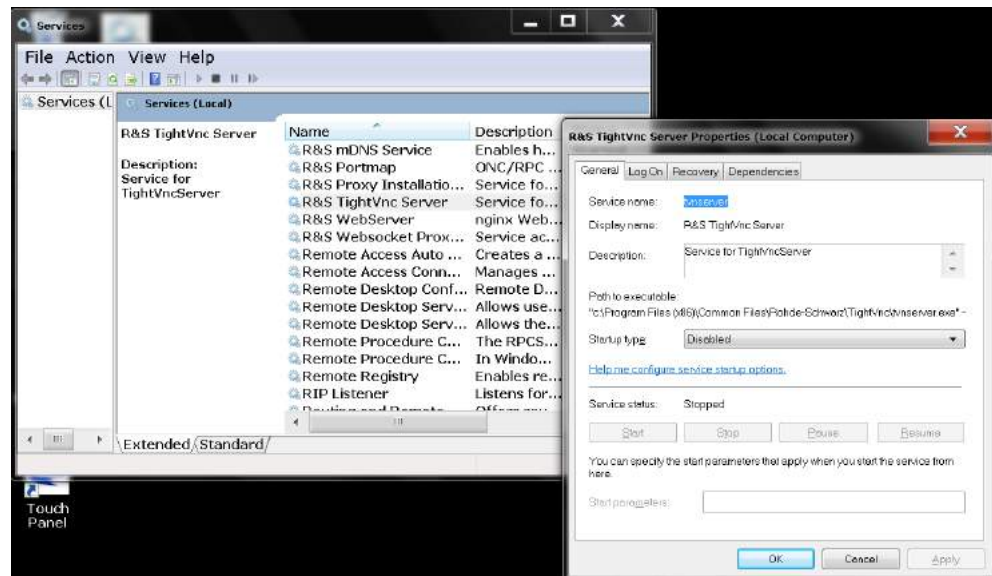 Services
File Action View Help
Services (L
Services (Local)
R&S TightVnc Server
Description:
Service for
TightVncServer
Name Description
R&S mDNS Service Enables h...
R&S Portmap ONC/RPC ...
R&S Proxy Installatio... Service fo...
R&S TightVnc Server Service fo...
R&S WebServer nginx Web...
R&S Websocket Prox... Service ac...
Remote Access Auto ... Creates a ...
Remote Access Conn... Manages ...
Remote Desktop Conf... Remote D...
Remote Desktop Serv... Allows use...
Remote Desktop Serv... Allows the...
Remote Procedure C... The RPCS...
Remote Procedure C... In Windo...
Remote Registry Enables re...
RIP Listener Listens for...
Extended Standard
Touch
Panel
R&S TightVnc Server Properties (Local Computer)
General Log On Recovery Dependencies
Service name: tvnserver
Display name: R&S TightVnc Server
Description: Service for TightVncServer
Path to executable:
"c:\Program Files (x86)\Common Files\Rohde-Schwarz\TightVnc\tvnserver.exe" -
Startup type: Disabled
Help me configure service startup options.
Service status: Stopped
Start Stop Pause Resume
You can specify the start parameters that apply when you start the service from
here.
Start parameters:
OK Cancel Apply